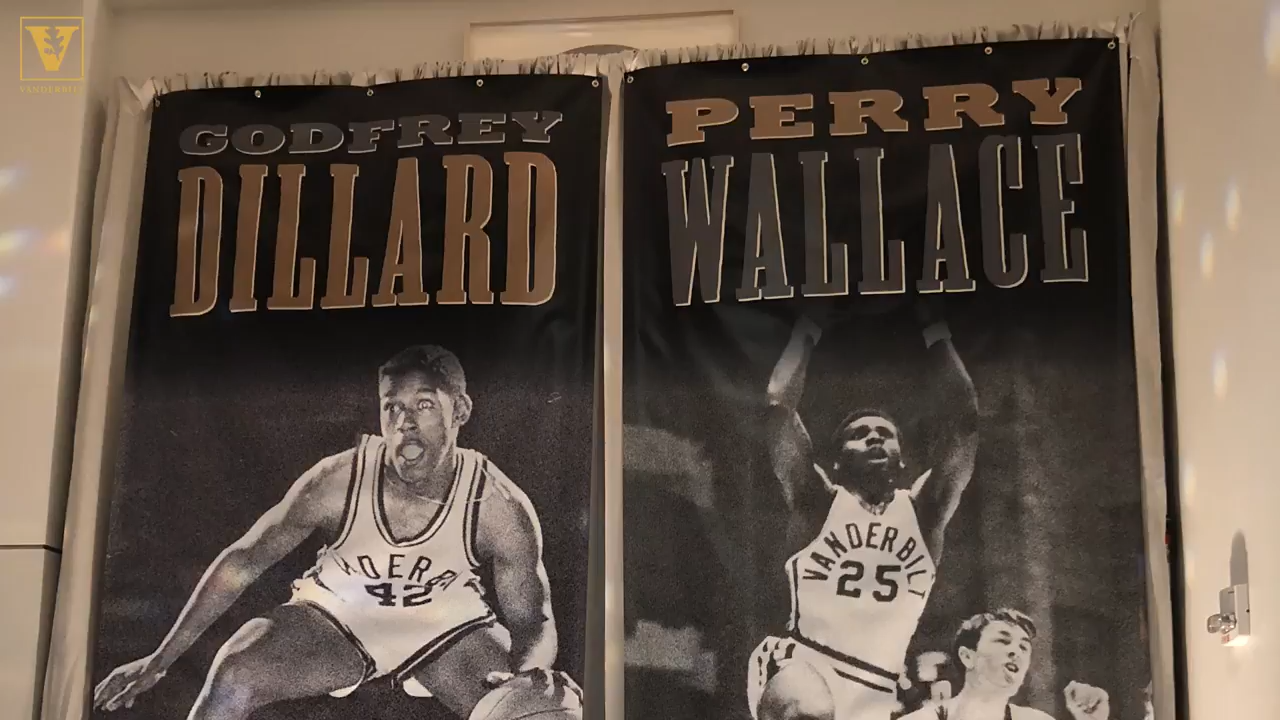 VANDERBILT
GODFREY
DILLARD
PERRY
WALLACE
VANDERBILT
25
42